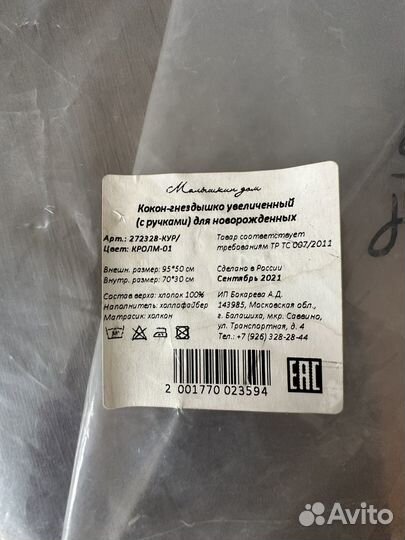 Малышкин дом
Кокон-гнездышко увеличенный
(с ручками) для новорожденных
Арт.: 272328-КУР/
Цвет: КРОЛМ-01
Товар соответствует
требованиям ТР ТС 007/2011
Внешн. размер: 95*50 см
Внутр. размер: 70*30 см
Сделано в России
Сентябрь 2021
Состав верха: хлопок 100%
Наполнитель: холлофайбер
Матрасик: холкон
ИП Бокарева А.Д.
143985, Московская обл.,
г. Балашиха, мкр. Саввино,
ул. Транспортная, д. 4
Тел.: +7 (926) 328-28-44
2 001770 023594
EAC
Avito